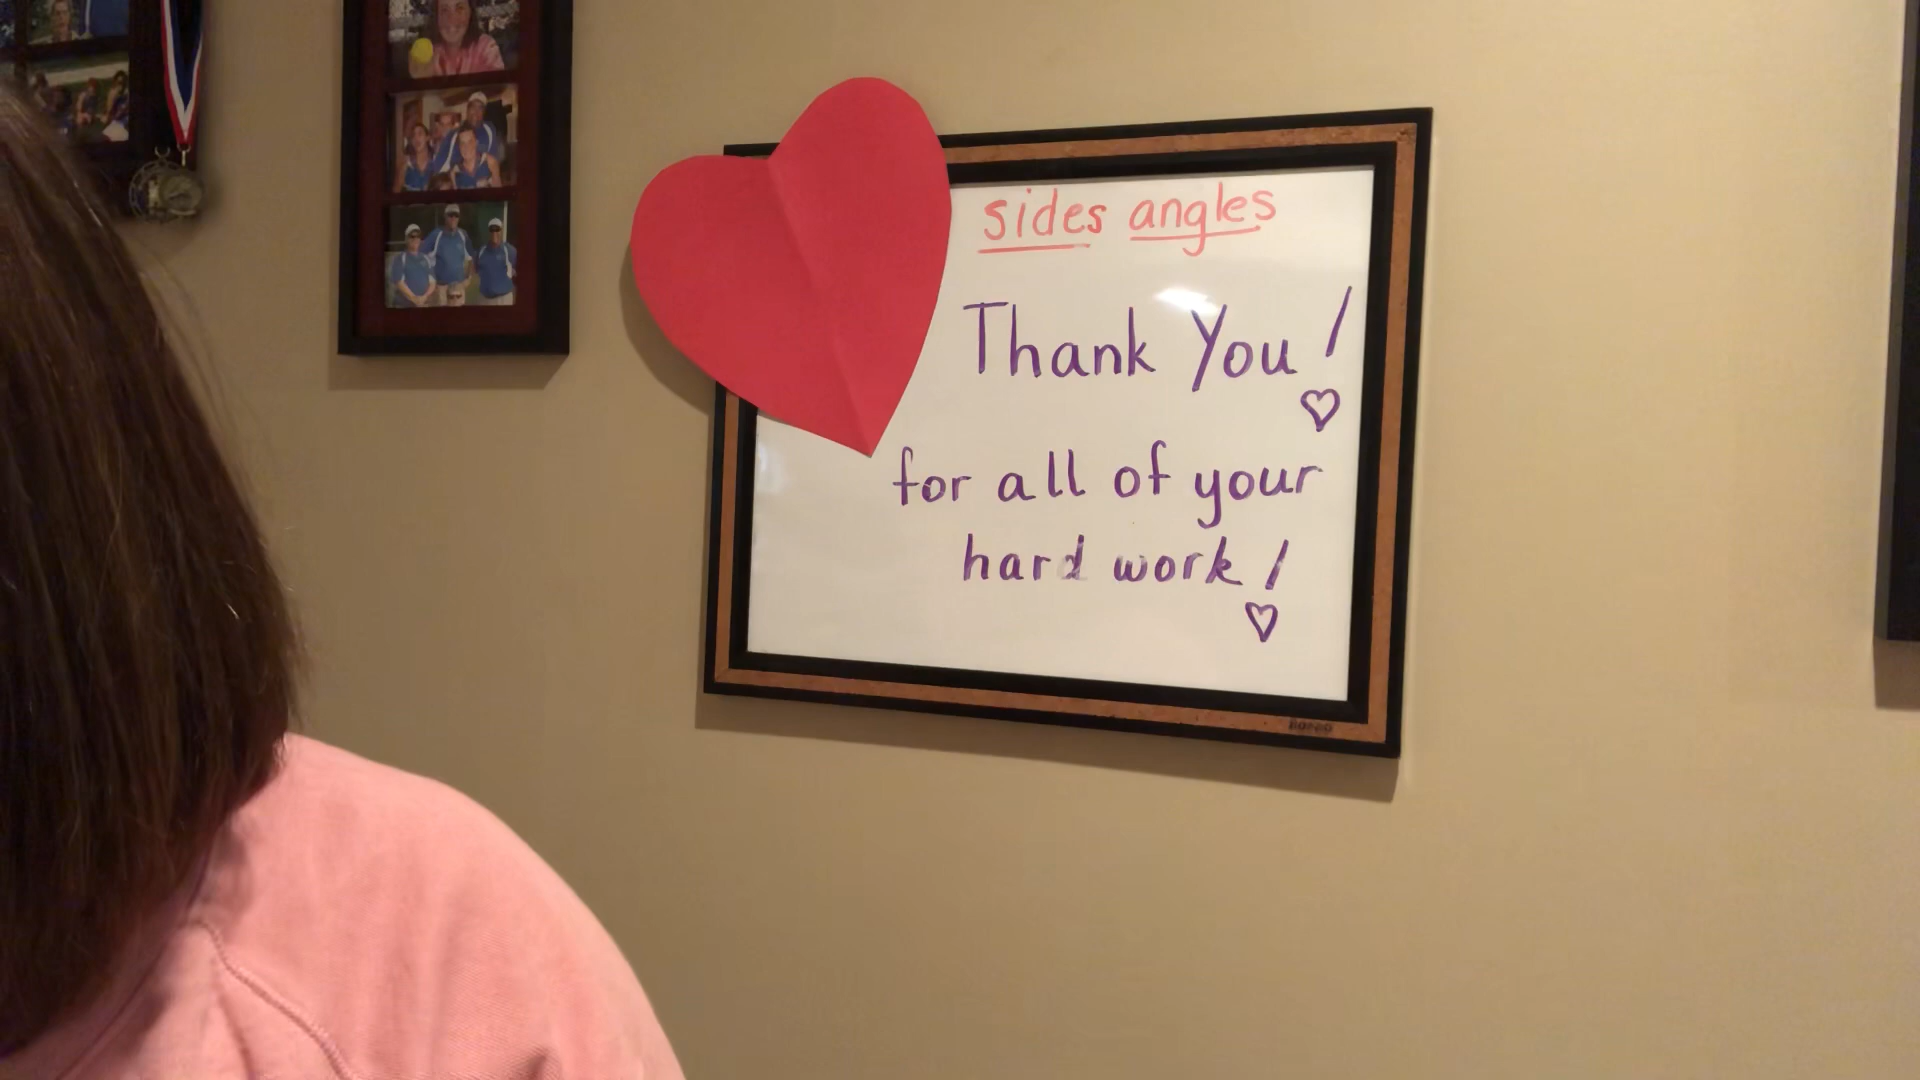 sides angles
Thank You!
for all of your
hard work!